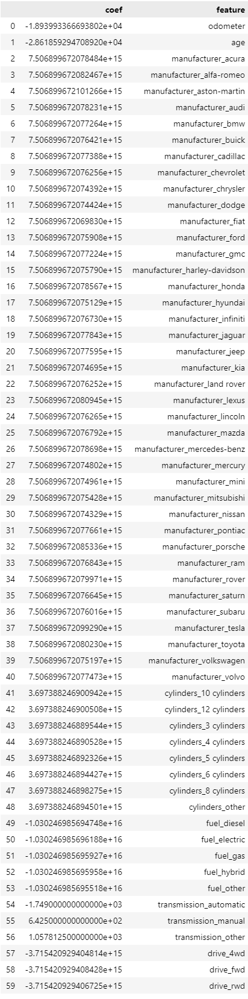 coef feature
0 -1.893993366693802e+04 odometer
1 -2.861859294708920e+04 age
2 7.506899672078484e+15 manufacturer_acura
3 7.506899672082467e+15 manufacturer_alfa-romeo
4 7.506899672101266e+15 manufacturer_aston-martin
5 7.506899672078231e+15 manufacturer_audi
6 7.506899672077264e+15 manufacturer_bmw
7 7.506899672076421e+15 manufacturer_buick
8 7.506899672077388e+15 manufacturer_cadillac
9 7.506899672076256e+15 manufacturer_chevrolet
10 7.506899672074392e+15 manufacturer_chrysler
11 7.506899672074424e+15 manufacturer_dodge
12 7.506899672069830e+15 manufacturer_fiat
13 7.506899672075908e+15 manufacturer_ford
14 7.506899672077224e+15 manufacturer_gmc
15 7.506899672075790e+15 manufacturer_harley-davidson
16 7.506899672078567e+15 manufacturer_honda
17 7.506899672075129e+15 manufacturer_hyundai
18 7.506899672076730e+15 manufacturer_infiniti
19 7.506899672077843e+15 manufacturer_jaguar
20 7.506899672077595e+15 manufacturer_jeep
21 7.506899672074695e+15 manufacturer_kia
22 7.506899672076252e+15 manufacturer_land rover
23 7.506899672080945e+15 manufacturer_lexus
24 7.506899672076265e+15 manufacturer_lincoln
25 7.506899672076792e+15 manufacturer_mazda
26 7.506899672078698e+15 manufacturer_mercedes-benz
27 7.506899672074802e+15 manufacturer_mercury
28 7.506899672074961e+15 manufacturer_mini
29 7.506899672075428e+15 manufacturer_mitsubishi
30 7.506899672074329e+15 manufacturer_nissan
31 7.506899672077661e+15 manufacturer_pontiac
32 7.506899672085336e+15 manufacturer_porsche
33 7.506899672076843e+15 manufacturer_ram
34 7.506899672079971e+15 manufacturer_rover
35 7.506899672076645e+15 manufacturer_saturn
36 7.506899672076016e+15 manufacturer_subaru
37 7.506899672099290e+15 manufacturer_tesla
38 7.506899672080230e+15 manufacturer_toyota
39 7.506899672075197e+15 manufacturer_volkswagen
40 7.506899672077473e+15 manufacturer_volvo
41 3.697388246900942e+15 cylinders_10 cylinders
42 3.697388246900508e+15 cylinders_12 cylinders
43 3.697388246889544e+15 cylinders_3 cylinders
44 3.697388246890528e+15 cylinders_4 cylinders
45 3.697388246892326e+15 cylinders_5 cylinders
46 3.697388246894427e+15 cylinders_6 cylinders
47 3.697388246898275e+15 cylinders_8 cylinders
48 3.697388246894501e+15 cylinders_other
49 -1.030246985694748e+16 fuel_diesel
50 -1.030246985696188e+16 fuel_electric
51 -1.030246985695927e+16 fuel_gas
52 -1.030246985695958e+16 fuel_hybrid
53 -1.030246985695518e+16 fuel_other
54 -1.749000000000000e+03 transmission_automatic
55 6.425000000000000e+02 transmission_manual
56 1.057812500000000e+03 transmission_other
57 -3.715420929404814e+15 drive_4wd
58 -3.715420929408428e+15 drive_fwd
59 -3.715420929406725e+15 drive_rwd